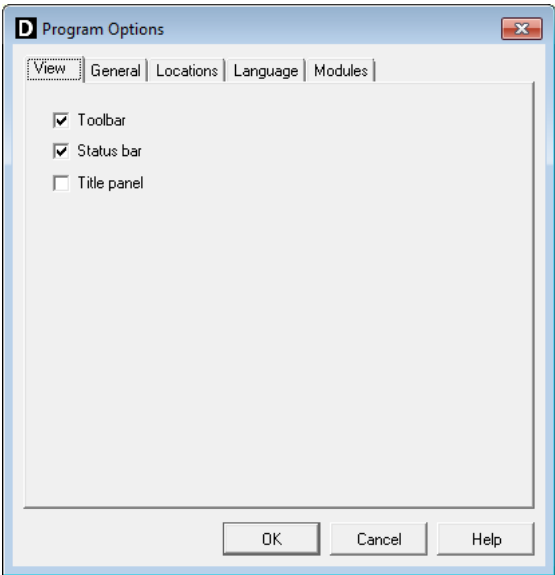 D Program Options
View General Locations Language Modules
Toolbar
Status bar
Title panel
OK Cancel Help